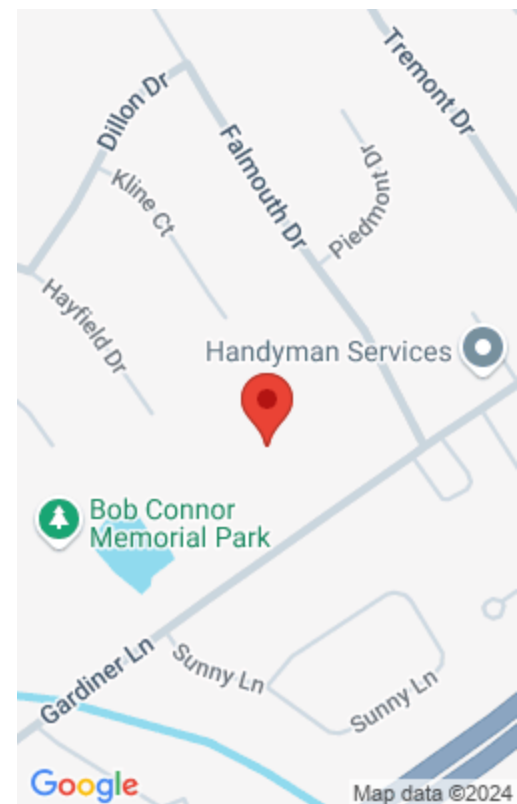 Tremont Dr
Dillon Dr
Falmouth Dr
Piedmont Dr
Kline Ct
Hayfield Dr
Handyman Services
Bob Connor
Memorial Park
Gardiner Ln
Sunny Ln
Sunny Ln
Google
Map data ©2024